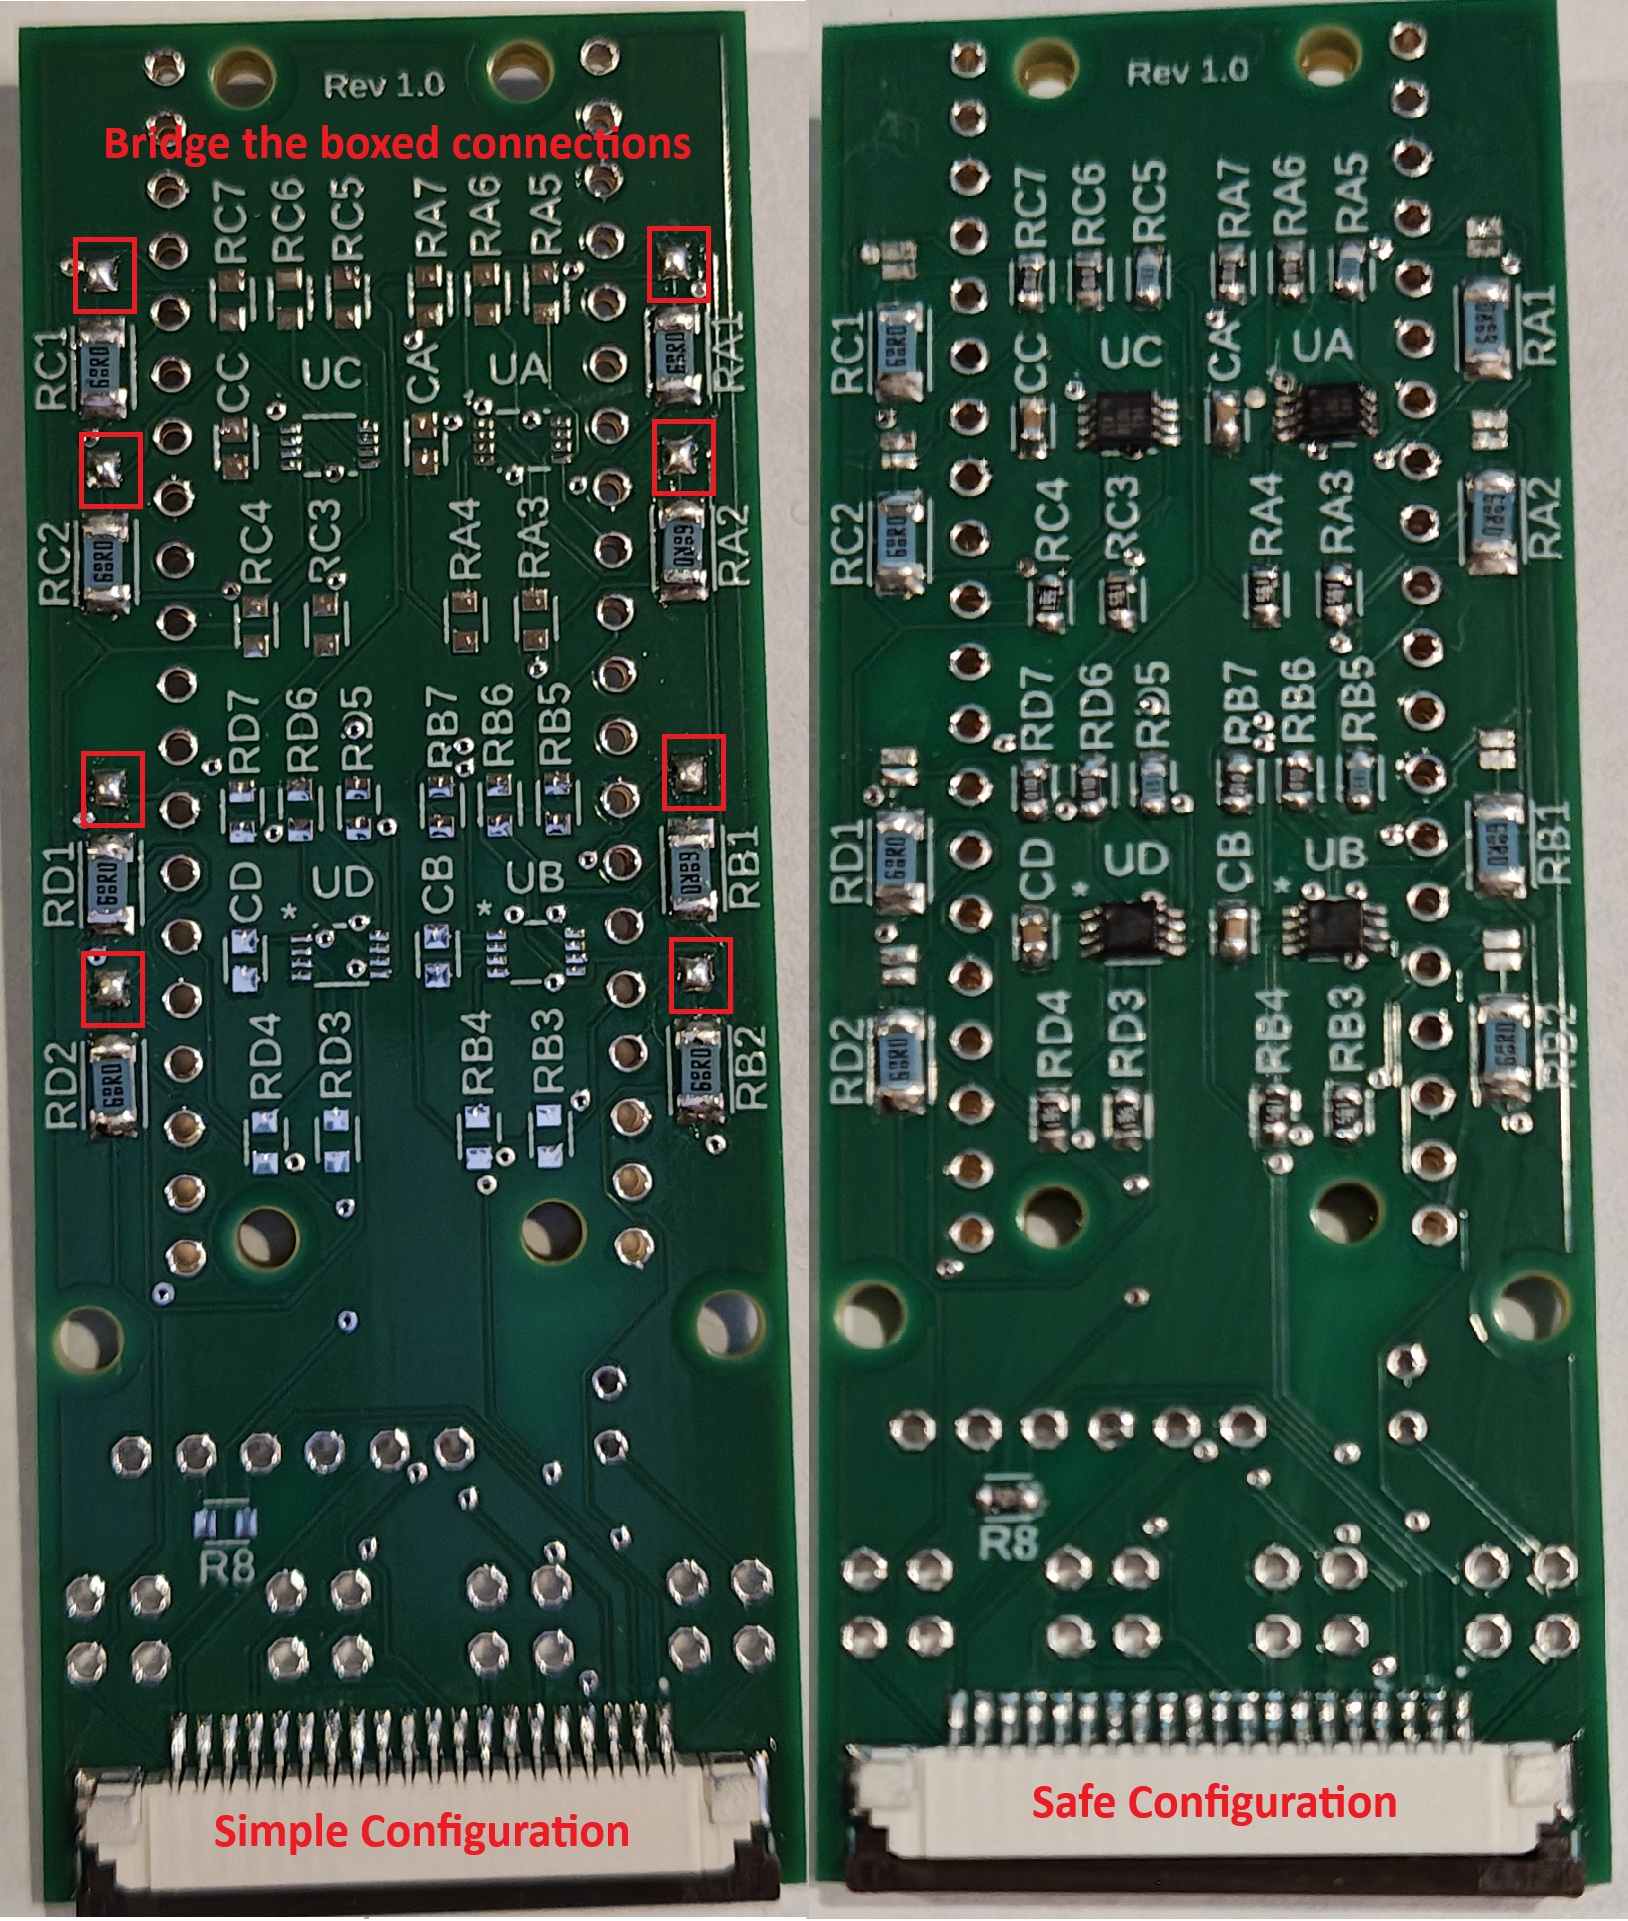 Rev 1.0
Bridge the boxed connections
RC7 RC6 RC5 RA7 RA6 RA5
RC1 CC UC CA UA RA1
RC2 RC4 RC3 RA4 RA3 RA2
RD7 RD6 RD5 RB7 RB6 RB5
RD1 CD UD CB UB RB1
* *
RD2 RD4 RD3 RB4 RB3 RB2
R8
Simple Configuration
Rev 1.0
RC7 RC6 RC5 RA7 RA6 RA5
RC1 CC UC CA UA RA1
RC2 RC4 RC3 RA4 RA3 RA2
RD7 RD6 RD5 RB7 RB6 RB5
RD1 CD UD CB UB RB1
* *
RD2 RD4 RD3 RB4 RB3 RB2
R8
Safe Configuration